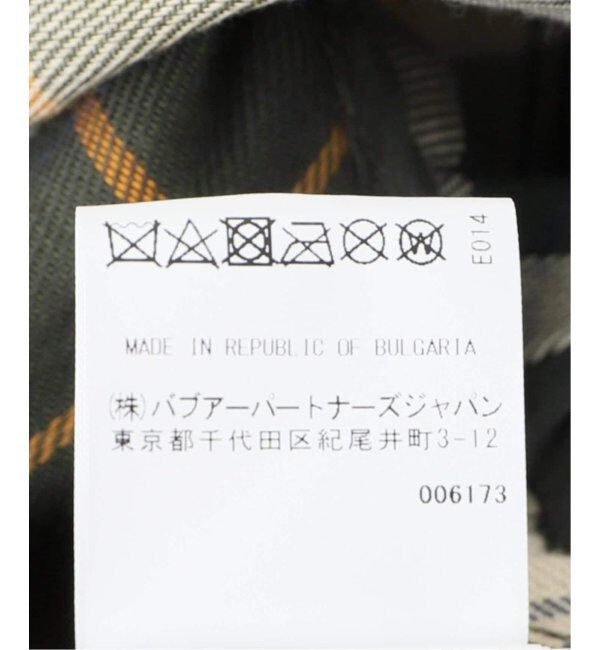 E014
MADE IN REPUBLIC OF BULGARIA
(株)バブアーパートナーズジャパン
東京都千代田区紀尾井町3-12
006173